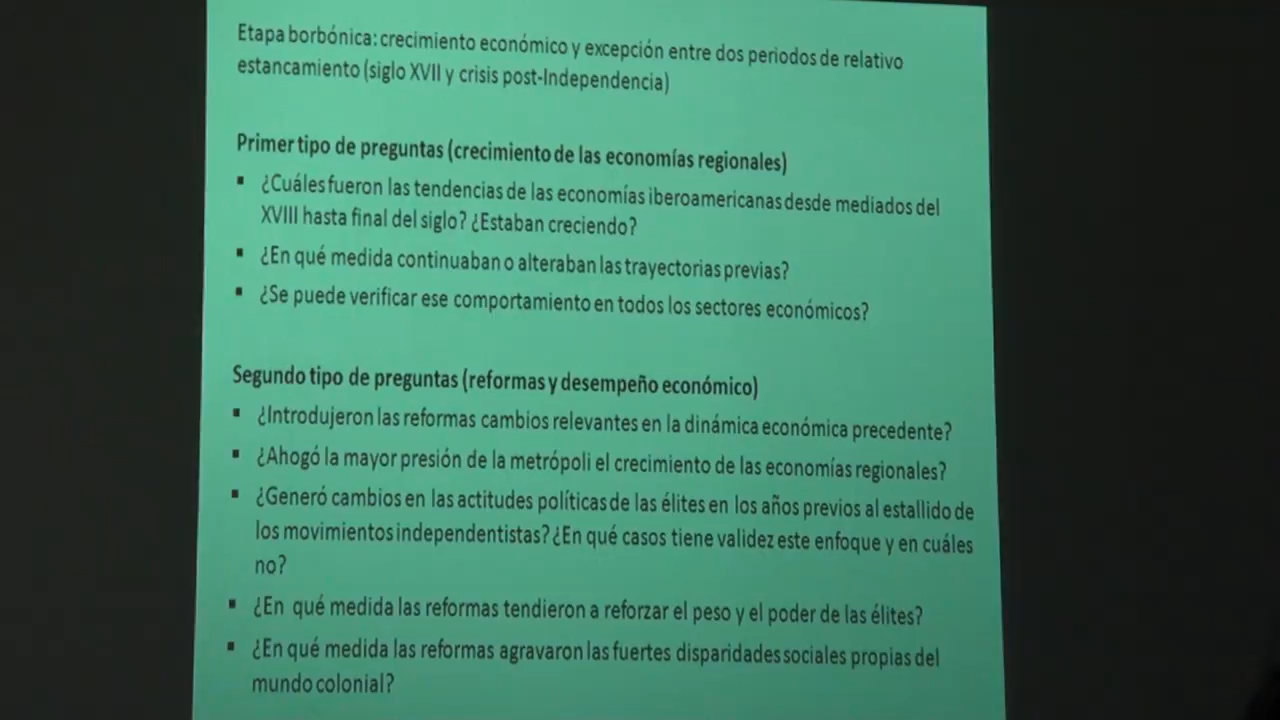 Etapa borbónica: crecimiento económico y excepción entre dos periodos de relativo
estancamiento (siglo XVII y crisis post-Independencia)
Primer tipo de preguntas (crecimiento de las economías regionales)
▪ ¿Cuáles fueron las tendencias de las economías iberoamericanas desde mediados del
XVIII hasta final del siglo? ¿Estaban creciendo?
▪ ¿En qué medida continuaban o alteraban las trayectorias previas?
▪ ¿Se puede verificar ese comportamiento en todos los sectores económicos?
Segundo tipo de preguntas (reformas y desempeño económico)
▪ ¿Introdujeron las reformas cambios relevantes en la dinámica económica precedente?
▪ ¿Ahogó la mayor presión de la metrópoli el crecimiento de las economías regionales?
▪ ¿Generó cambios en las actitudes políticas de las élites en los años previos al estallido de
los movimientos independentistas? ¿En qué casos tiene validez este enfoque y en cuáles
no?
▪ ¿En qué medida las reformas tendieron a reforzar el peso y el poder de las élites?
▪ ¿En qué medida las reformas agravaron las fuertes disparidades sociales propias del
mundo colonial?